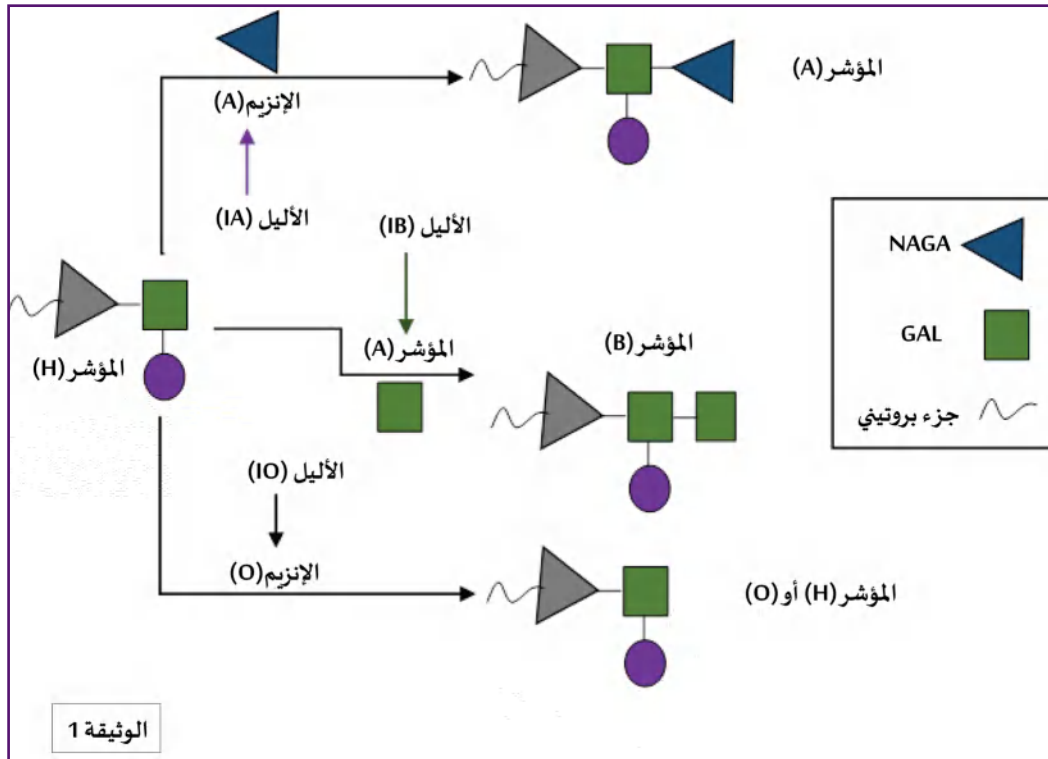 المؤشر(A)
الإنزيم(A)
الأليل (IA)
الأليل (IB)
المؤشر(A)
المؤشر(H)
المؤشر(B)
الأليل (IO)
الإنزيم(O)
المؤشر(H) أو(O)
NAGA
GAL
جزء بروتيني
الوثيقة 1